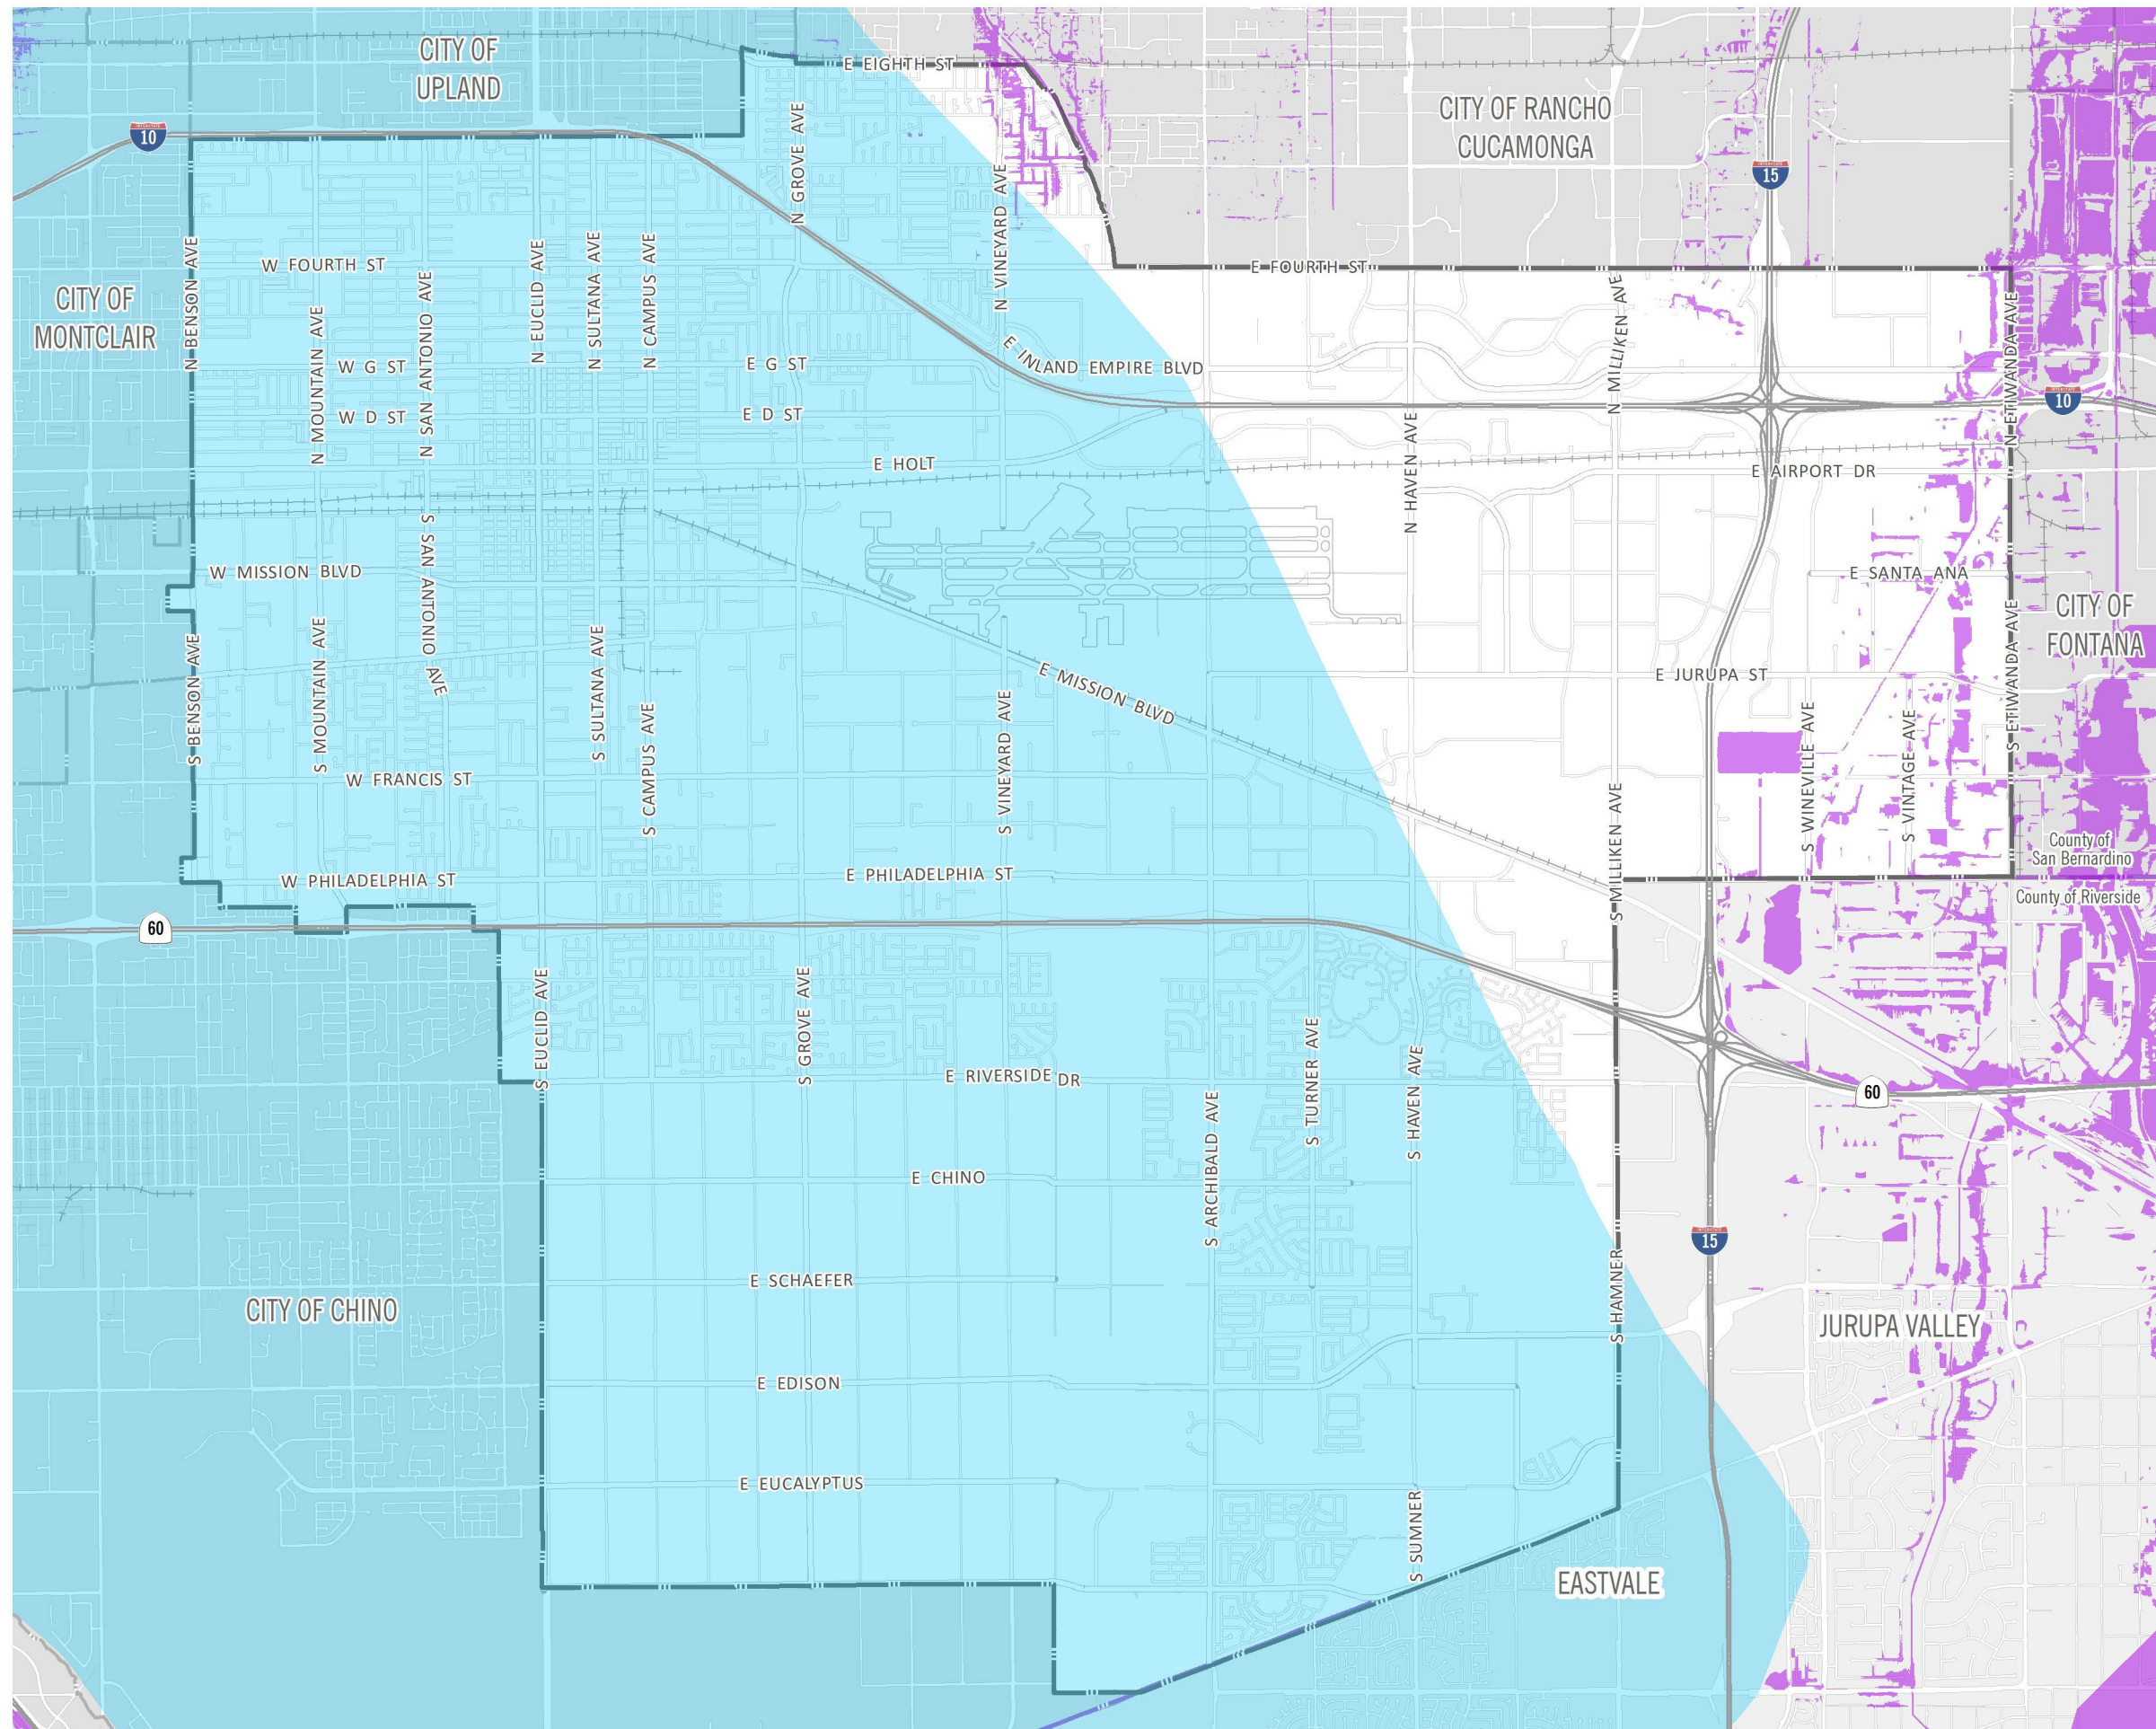 CITY OF
UPLAND
E EIGHTH ST
CITY OF RANCHO
CUCAMONGA
INTERSTATE
10
INTERSTATE
15
N GROVE AVE
N VINEYARD AVE
CITY OF
MONTCLAIR
N BENSON AVE
W FOURTH ST
N MOUNTAIN AVE
N SAN ANTONIO AVE
N EUCLID AVE
N SULTANA AVE
N CAMPUS AVE
E FOURTH ST
N MILLIKEN AVE
N ETIWANDA AVE
W G ST
E G ST
E INLAND EMPIRE BLVD
W D ST
E D ST
INTERSTATE
10
E HOLT
N HAVEN AVE
E AIRPORT DR
W MISSION BLVD
S SAN ANTONIO AVE
E SANTA ANA
CITY OF
FONTANA
S BENSON AVE
S MOUNTAIN AVE
S SULTANA AVE
S CAMPUS AVE
S VINEYARD AVE
E MISSION BLVD
E JURUPA ST
S WINEVILLE AVE
S VINTAGE AVE
S ETIWANDA AVE
W FRANCIS ST
S MILLIKEN AVE
County of
San Bernardino
County of Riverside
W PHILADELPHIA ST
E PHILADELPHIA ST
60
S EUCLID AVE
S GROVE AVE
E RIVERSIDE DR
S TURNER AVE
S HAVEN AVE
60
S ARCHIBALD AVE
E CHINO
INTERSTATE
15
S HAMNER
E SCHAEFER
CITY OF CHINO
JURUPA VALLEY
E EDISON
E EUCALYPTUS
S SUMNER
EASTVALE